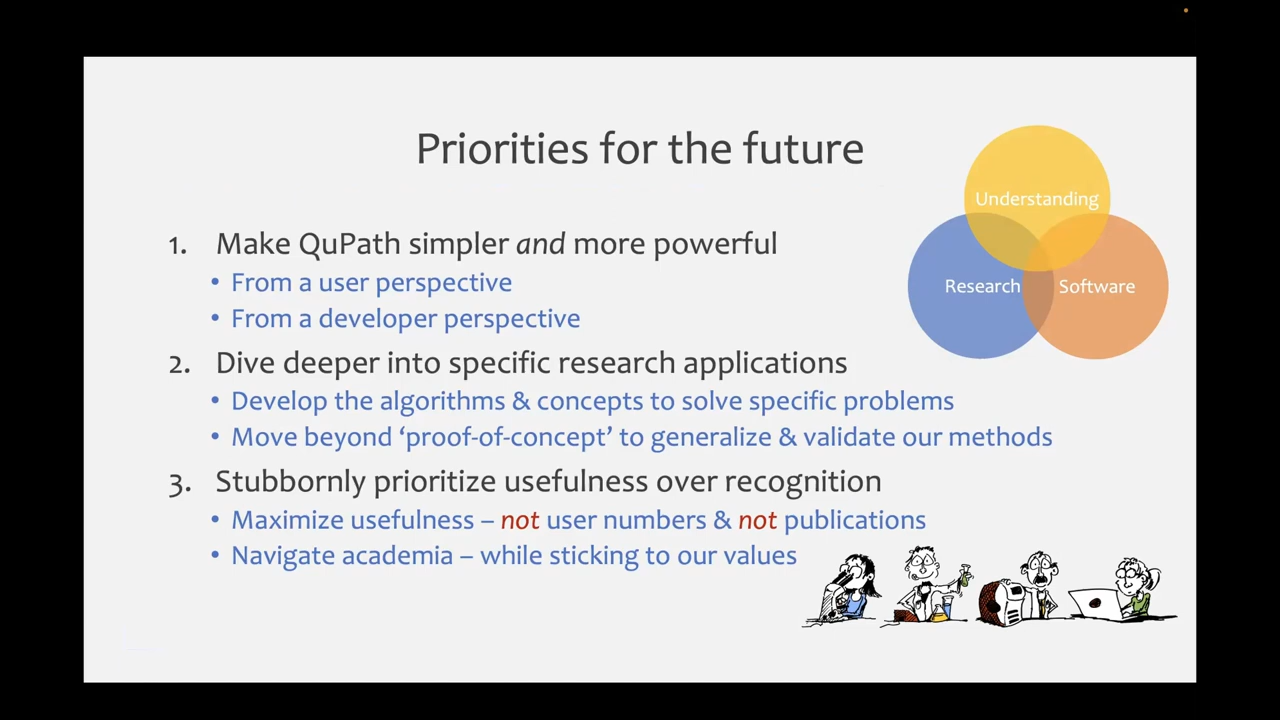 Priorities for the future
Understanding
Research
Software
1. Make QuPath simpler and more powerful
• From a user perspective
• From a developer perspective
2. Dive deeper into specific research applications
• Develop the algorithms & concepts to solve specific problems
• Move beyond ‘proof-of-concept’ to generalize & validate our methods
3. Stubbornly prioritize usefulness over recognition
• Maximize usefulness – not user numbers & not publications
• Navigate academia – while sticking to our values